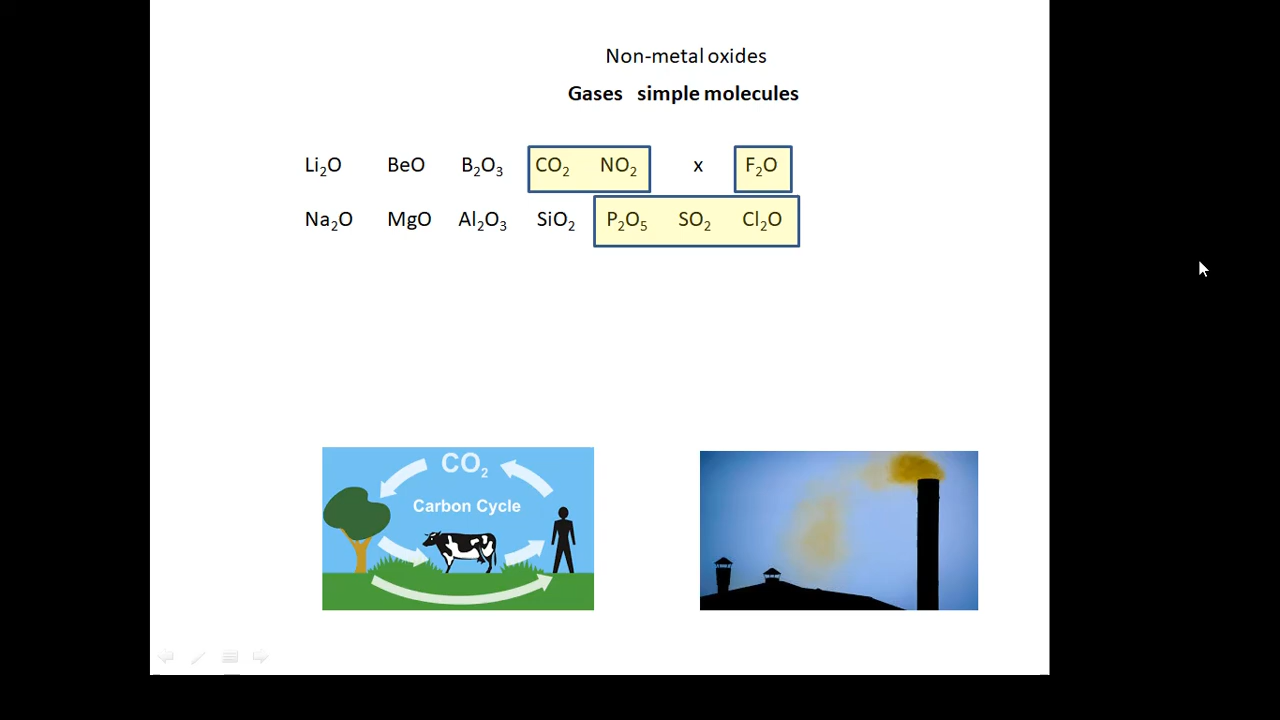 Non-metal oxides
Gases simple molecules
Li₂O BeO B₂O₃ CO₂ NO₂ x F₂O
Na₂O MgO Al₂O₃ SiO₂ P₂O₅ SO₂ Cl₂O
CO₂
Carbon Cycle